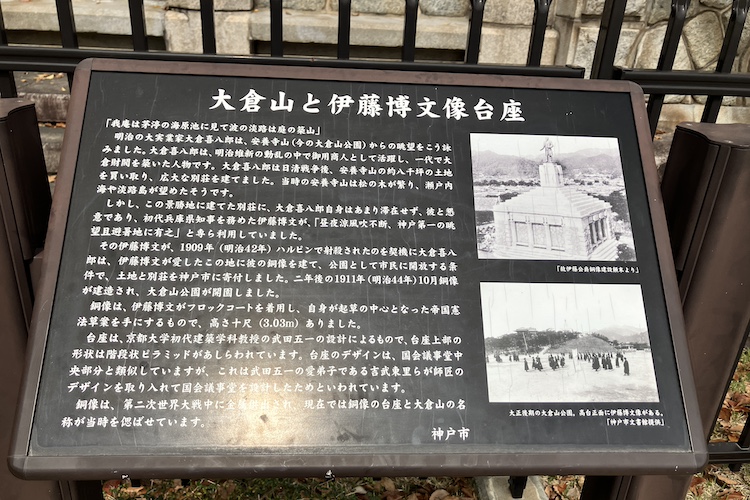 大倉山と伊藤博文像台座
「我庵は茅渟の海原池に見て波の淡路は庭の築山」
明治の大実業家大倉喜八郎は、安養寺山(今の大倉山公園)からの眺望をこう詠
みました。大倉喜八郎は、明治維新の動乱の中で御用商人として活躍し、一代で大
倉財閥を築いた人物です。大倉喜八郎は日清戦争後、安養寺山の約八千坪の土地
を買い取り、広大な別荘を建てました。当時の安養寺山は松の木が繁り、瀬戸内
海や淡路島が望めたそうです。
しかし、この景勝地に建てた別荘に、大倉喜八郎自身はあまり滞在せず、彼と懇
意であり、初代兵庫県知事を務めた伊藤博文が、「昼夜涼風吹不断、神戸第一の眺
望且避暑地に有之」と専ら利用していました。
その伊藤博文が、1909年(明治42年)ハルビンで射殺されたのを契機に大倉喜八
郎は、伊藤博文が愛したこの地に彼の銅像を建て、公園として市民に開放する条
件で、土地と別荘を神戸市に寄付しました。二年後の1911年(明治44年)10月銅像
が建造され、大倉山公園が開園しました。
銅像は、伊藤博文がフロックコートを着用し、自身が起草の中心となった帝国憲
法草案を手にするもので、高さ十尺(3.03m)ありました。
台座は、京都大学初代建築学科教授の武田五一の設計によるもので、台座上部の
形状は階段状ピラミッドがあしらわれています。台座のデザインは、国会議事堂中
央部分と類似していますが、これは武田五一の愛弟子である吉武東里らが師匠の
デザインを取り入れて国会議事堂を設計したためといわれています。
銅像は、第二次世界大戦中に金属供出され、現在では銅像の台座と大倉山の名
称が当時を偲ばせています。
神戸市
「故伊藤公爵銅像建設顛末より」
大正後期の大倉山公園。高台正面に伊藤博文像がある。
「神戸市文書館提供」